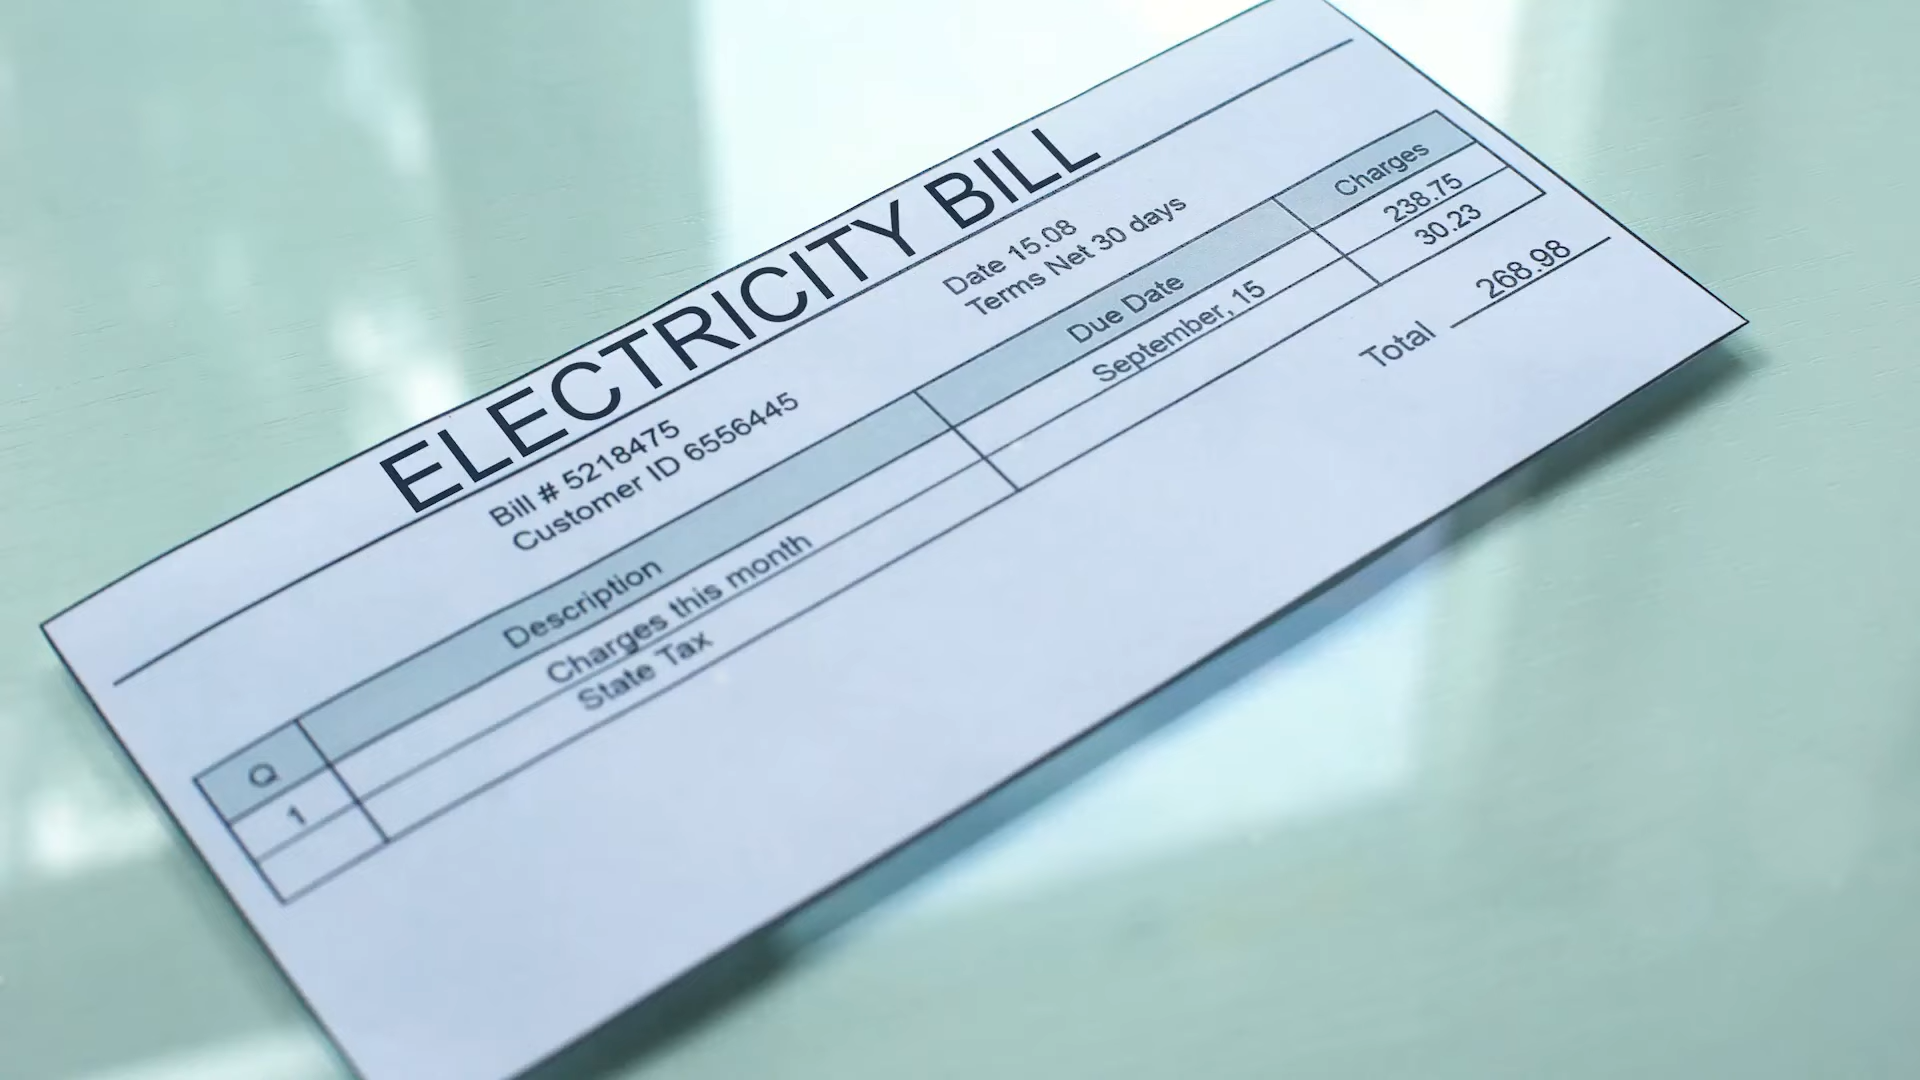 ELECTRICITY BILL
Bill # 5218475 Date 15.08
Customer ID 6556445 Terms Net 30 days
Q Description Due Date Charges
1 Charges this month September, 15 238.75
State Tax 30.23
Total 268.98